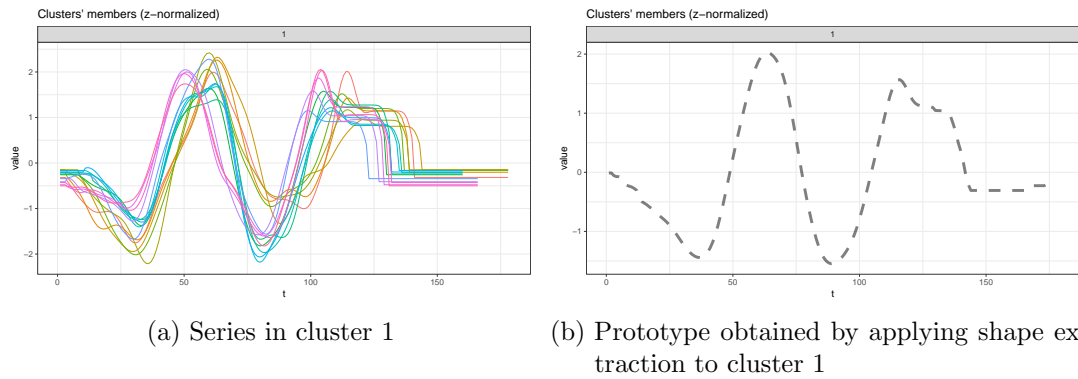 Clusters' members (z−normalized)
1
2
1
0
−1
−2
value
0
50
100
150
t
(a) Series in cluster 1
Clusters' members (z−normalized)
1
2
1
0
−1
value
0
50
100
150
t
(b) Prototype obtained by applying shape ex
traction to cluster 1